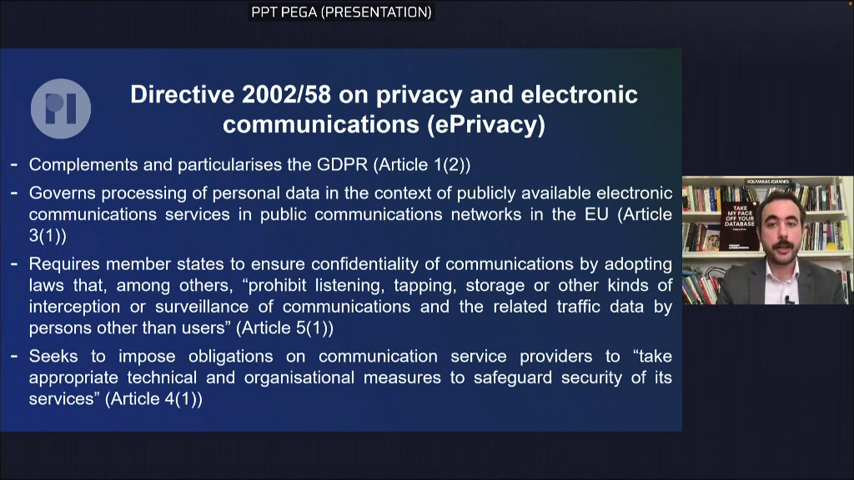 PPT PEGA (PRESENTATION)
PI
Directive 2002/58 on privacy and electronic
communications (ePrivacy)
- Complements and particularises the GDPR (Article 1(2))
- Governs processing of personal data in the context of publicly available electronic
communications services in public communications networks in the EU (Article
3(1))
- Requires member states to ensure confidentiality of communications by adopting
laws that, among others, “prohibit listening, tapping, storage or other kinds of
interception or surveillance of communications and the related traffic data by
persons other than users” (Article 5(1))
- Seeks to impose obligations on communication service providers to “take
appropriate technical and organisational measures to safeguard security of its
services” (Article 4(1))
KOUVAKAS IOANNIS
TAKE
MY FACE
OFF YOUR
DATABASE